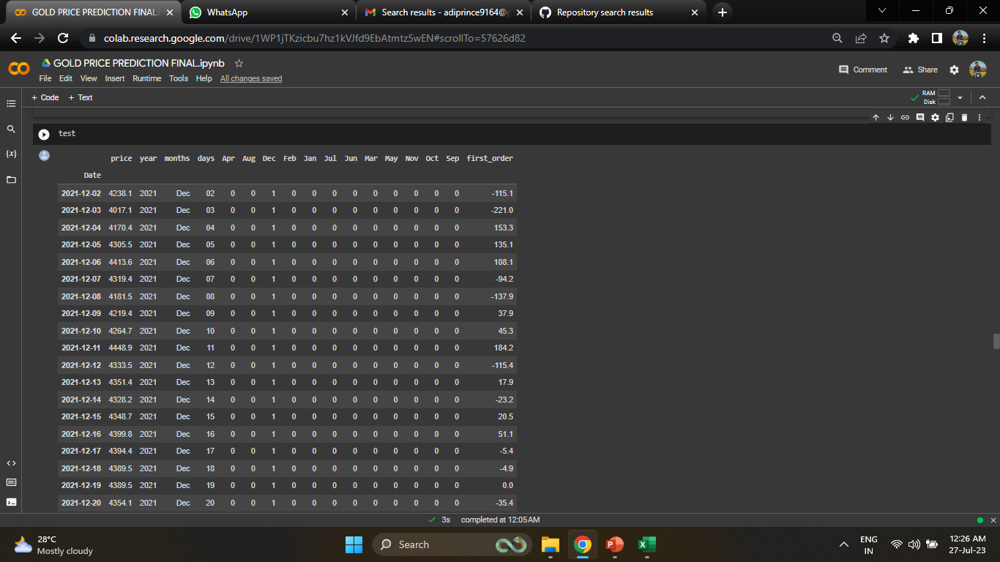 GOLD PRICE PREDICTION FINAL.i
WhatsApp
Search results - adiprince9164@g
Repository search results
colab.research.google.com/drive/1WP1jTKzicbu7hz1kVJfd9EbAtmtz5wEN#scrollTo=57626d82
GOLD PRICE PREDICTION FINAL.ipynb
Comment Share
File Edit View Insert Runtime Tools Help All changes saved
+ Code + Text
RAM
Disk
test
price year months days Apr Aug Dec Feb Jan Jul Jun Mar May Nov Oct Sep first_order
Date
2021-12-02 4238.1 2021 Dec 02 0 0 1 0 0 0 0 0 0 0 0 0 -115.1
2021-12-03 4017.1 2021 Dec 03 0 0 1 0 0 0 0 0 0 0 0 0 -221.0
2021-12-04 4170.4 2021 Dec 04 0 0 1 0 0 0 0 0 0 0 0 0 153.3
2021-12-05 4305.5 2021 Dec 05 0 0 1 0 0 0 0 0 0 0 0 0 135.1
2021-12-06 4413.6 2021 Dec 06 0 0 1 0 0 0 0 0 0 0 0 0 108.1
2021-12-07 4319.4 2021 Dec 07 0 0 1 0 0 0 0 0 0 0 0 0 -94.2
2021-12-08 4181.5 2021 Dec 08 0 0 1 0 0 0 0 0 0 0 0 0 -137.9
2021-12-09 4219.4 2021 Dec 09 0 0 1 0 0 0 0 0 0 0 0 0 37.9
2021-12-10 4264.7 2021 Dec 10 0 0 1 0 0 0 0 0 0 0 0 0 45.3
2021-12-11 4448.9 2021 Dec 11 0 0 1 0 0 0 0 0 0 0 0 0 184.2
2021-12-12 4333.5 2021 Dec 12 0 0 1 0 0 0 0 0 0 0 0 0 -115.4
2021-12-13 4351.4 2021 Dec 13 0 0 1 0 0 0 0 0 0 0 0 0 17.9
2021-12-14 4328.2 2021 Dec 14 0 0 1 0 0 0 0 0 0 0 0 0 -23.2
2021-12-15 4348.7 2021 Dec 15 0 0 1 0 0 0 0 0 0 0 0 0 20.5
2021-12-16 4399.8 2021 Dec 16 0 0 1 0 0 0 0 0 0 0 0 0 51.1
2021-12-17 4394.4 2021 Dec 17 0 0 1 0 0 0 0 0 0 0 0 0 -5.4
2021-12-18 4389.5 2021 Dec 18 0 0 1 0 0 0 0 0 0 0 0 0 -4.9
2021-12-19 4389.5 2021 Dec 19 0 0 1 0 0 0 0 0 0 0 0 0 0.0
2021-12-20 4354.1 2021 Dec 20 0 0 1 0 0 0 0 0 0 0 0 0 -35.4
3s completed at 12:05 AM
28°C
Mostly cloudy
Search
ENG
IN
12:26 AM
27-Jul-23